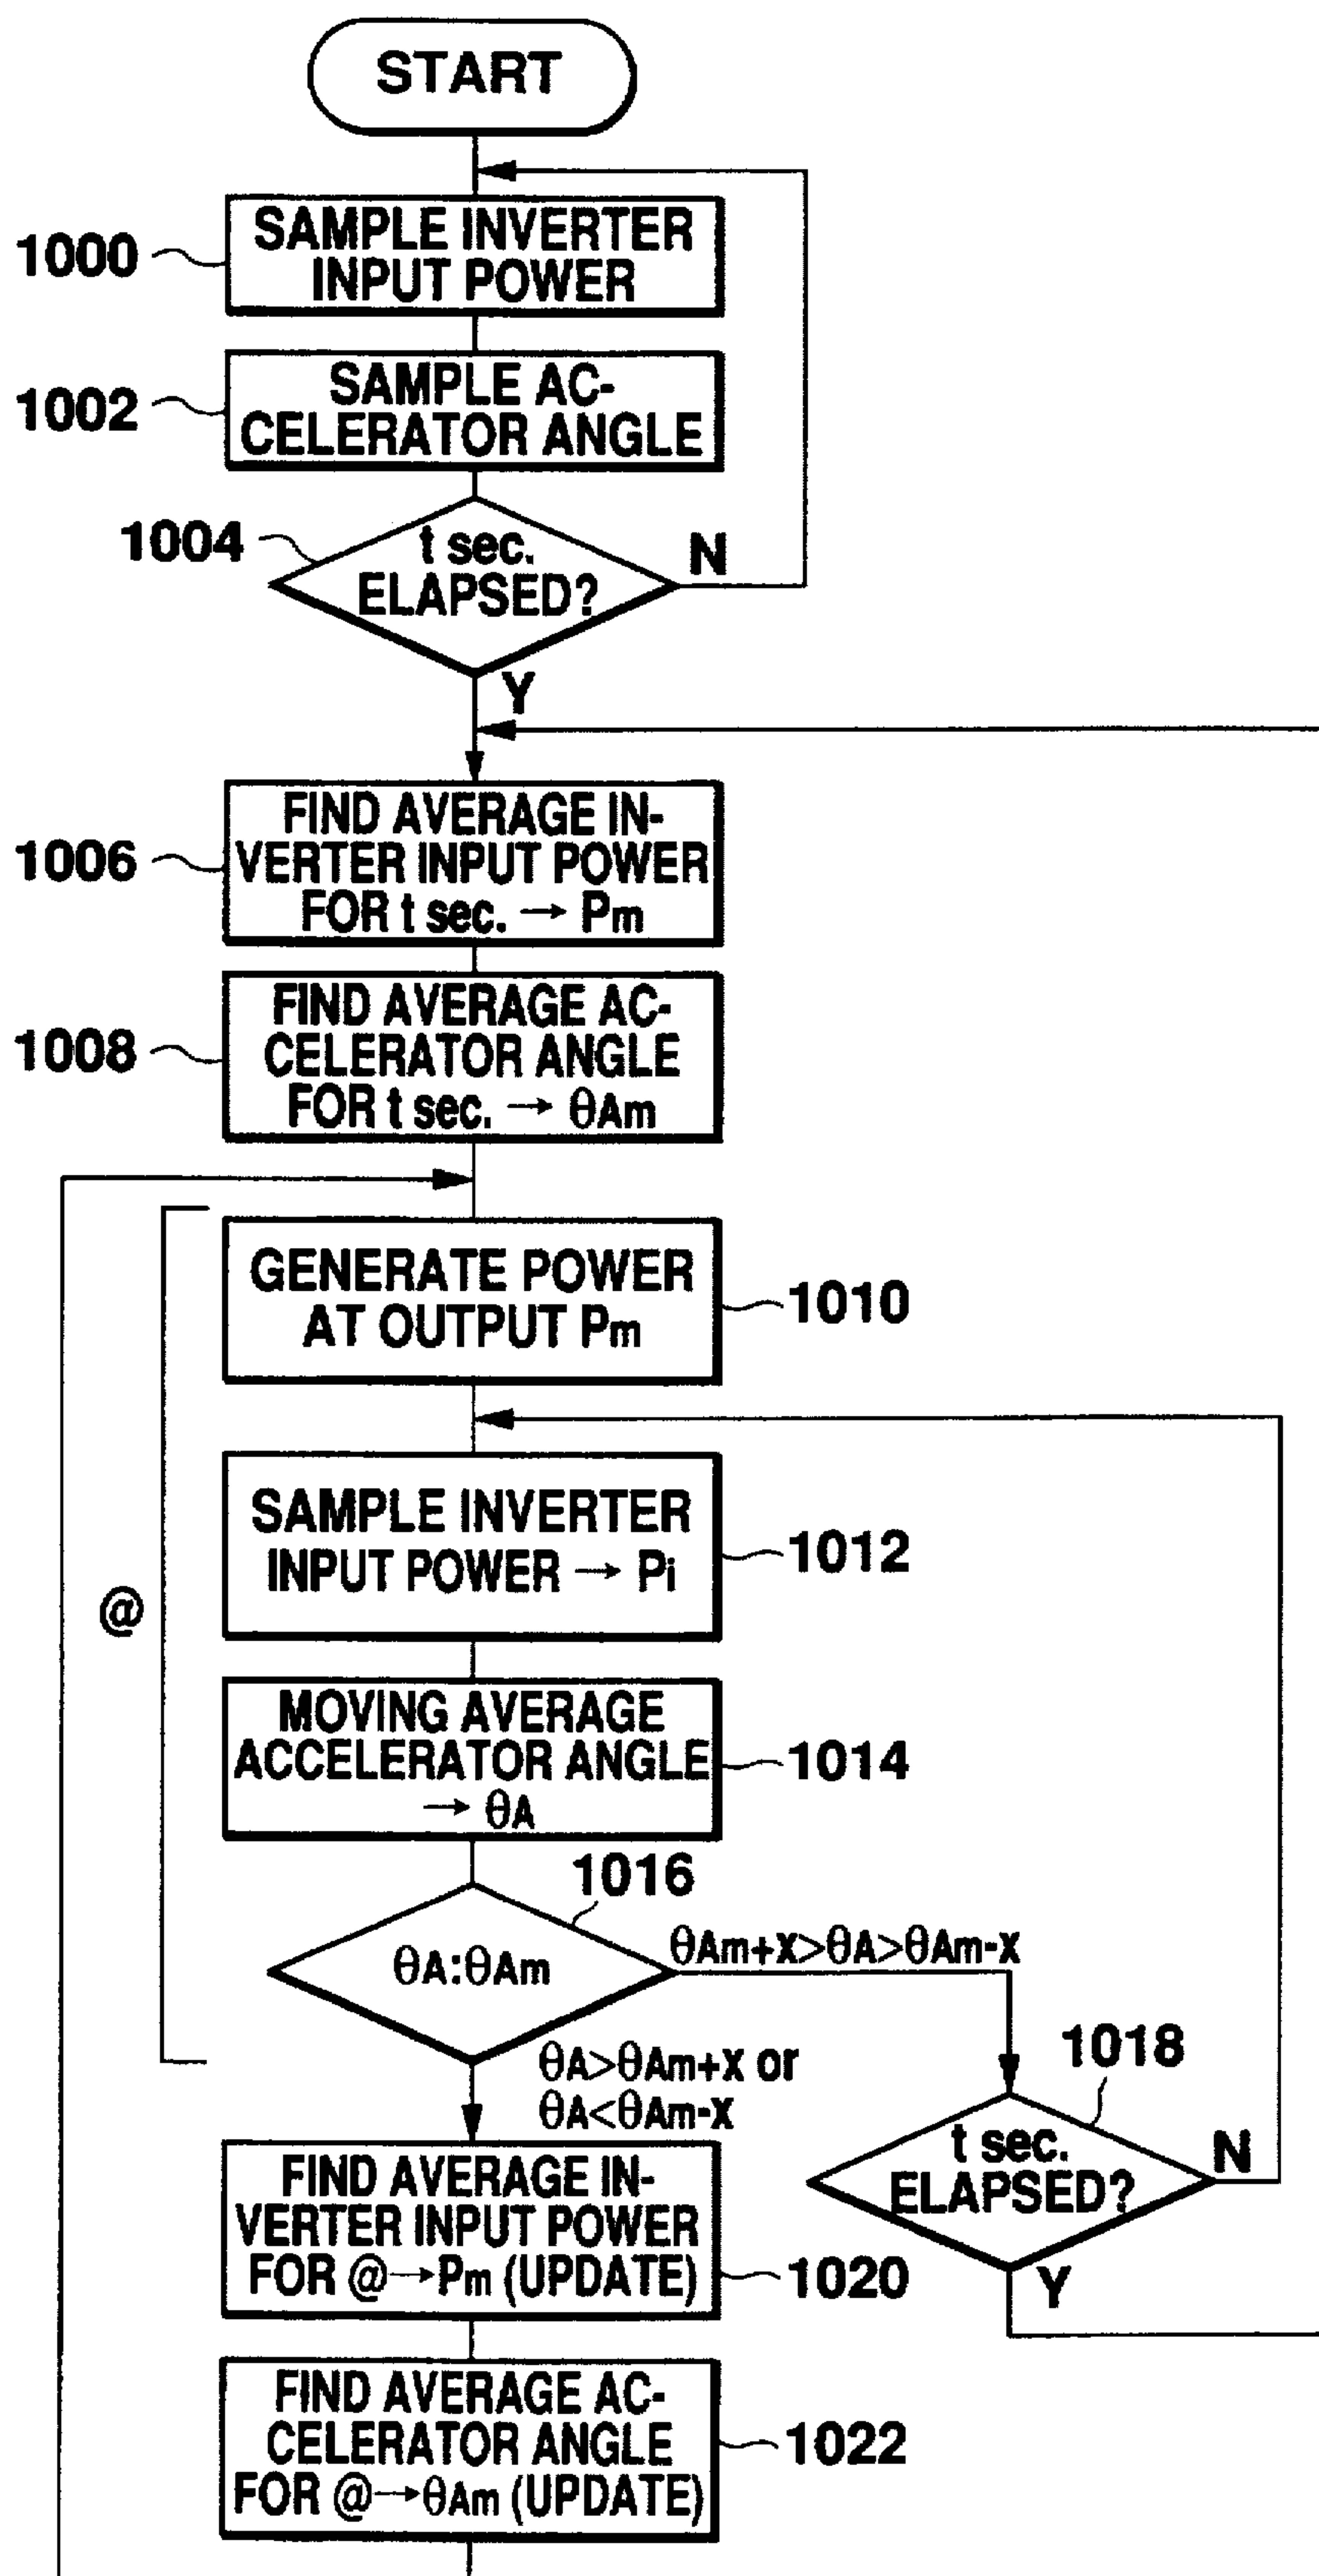 START
1000
SAMPLE INVERTER
INPUT POWER
1002
SAMPLE AC-
CELERATOR ANGLE
1004
t sec.
ELAPSED?
N
Y
1006
FIND AVERAGE IN-
VERTER INPUT POWER
FOR t sec. → Pm
1008
FIND AVERAGE AC-
CELERATOR ANGLE
FOR t sec. → θAm
GENERATE POWER
AT OUTPUT Pm
1010
SAMPLE INVERTER
INPUT POWER → Pi
1012
@
MOVING AVERAGE
ACCELERATOR ANGLE
→ θA
1014
1016
θA:θAm
θAm+x>θA>θAm-x
θA>θAm+x or
θA<θAm-x
1018
t sec.
ELAPSED?
N
Y
FIND AVERAGE IN-
VERTER INPUT POWER
FOR @→Pm (UPDATE)
1020
FIND AVERAGE AC-
CELERATOR ANGLE
FOR @→θAm (UPDATE)
1022